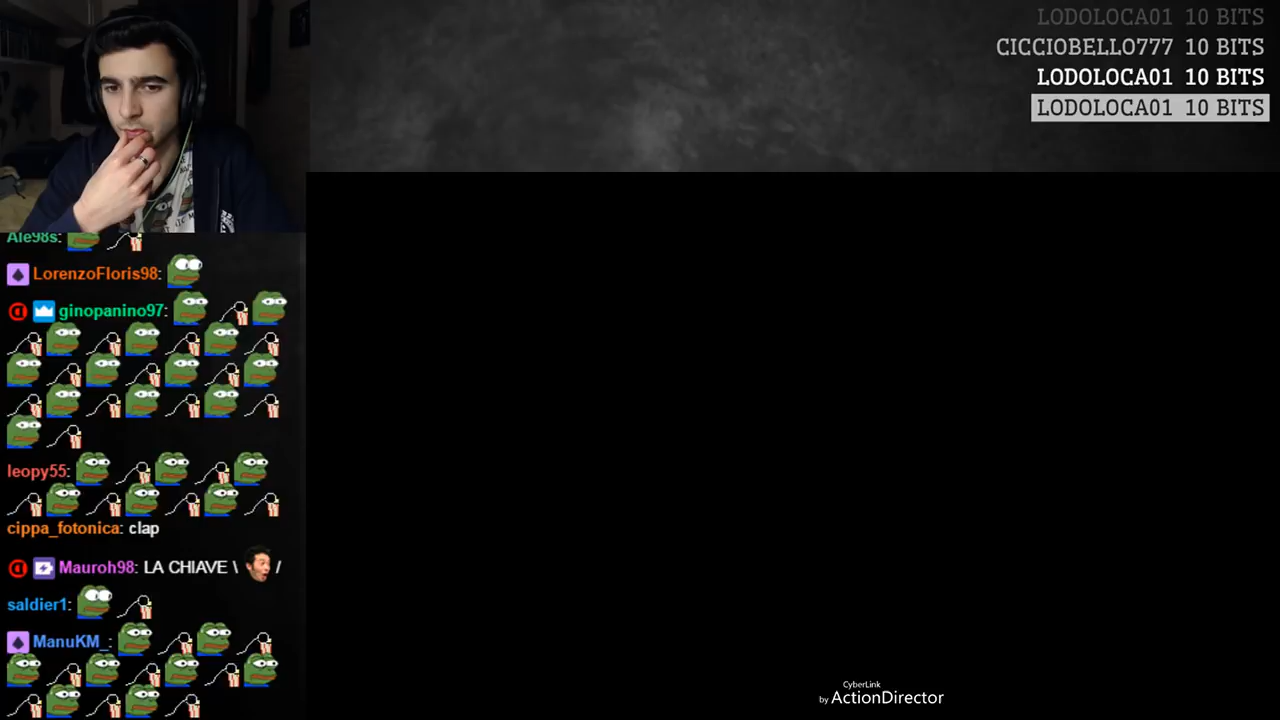 LODOLOCA01 10 BITS
CICCIOBELLO777 10 BITS
LODOLOCA01 10 BITS
LODOLOCA01 10 BITS
Ale98s:
LorenzoFloris98:
ginopanino97:
leopy55:
cippa_fotonica: clap
Mauroh98: LA CHIAVE \ /
saldier1:
ManuKM_:
CyberLink
by ActionDirector